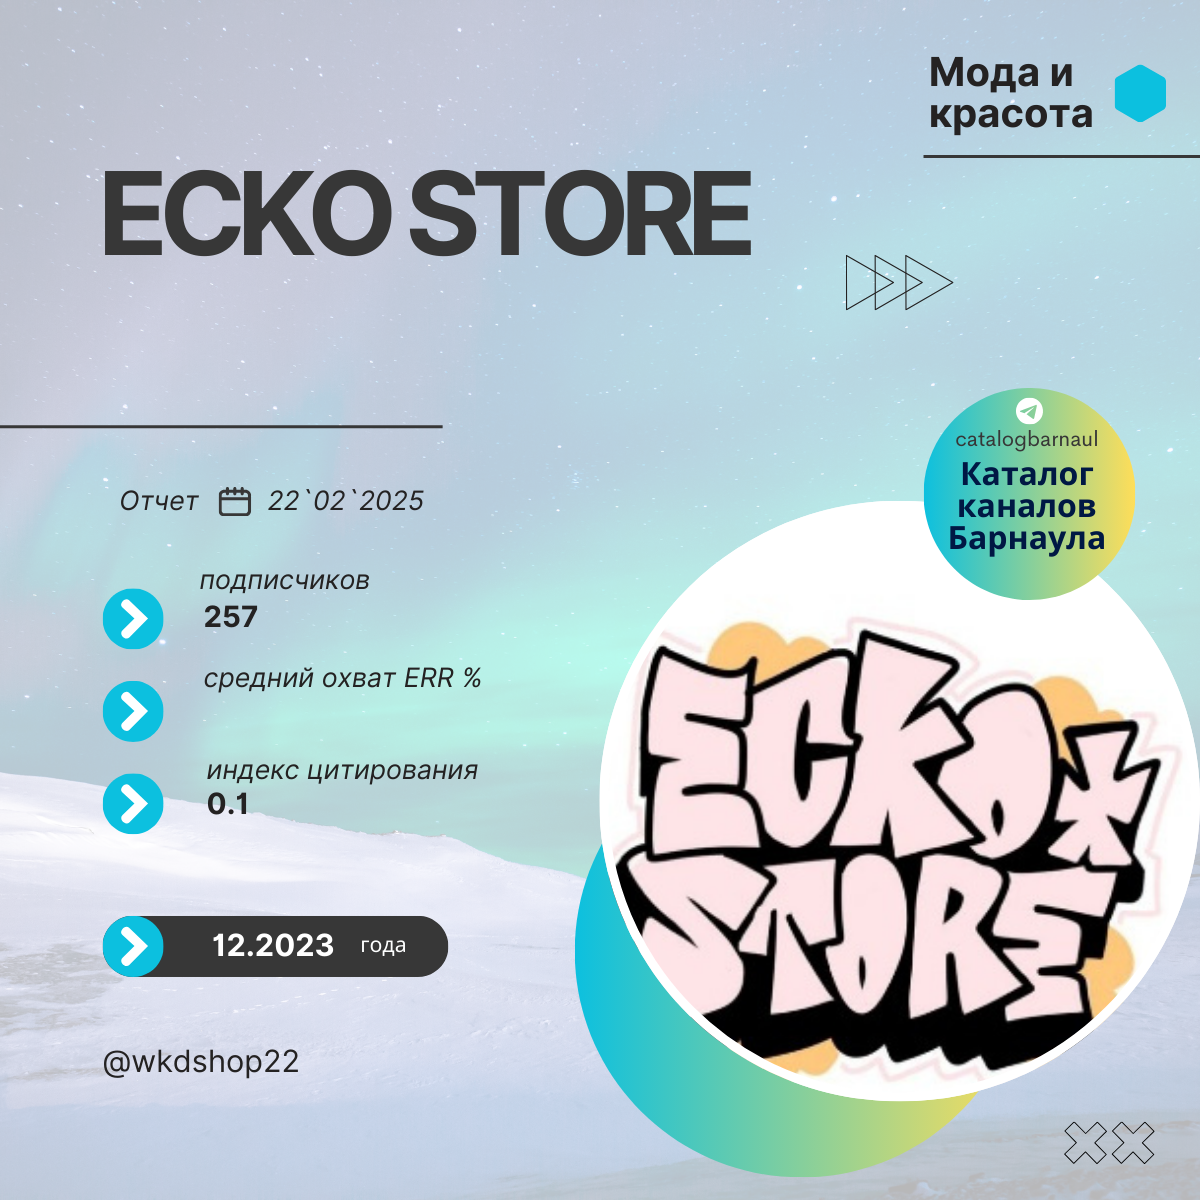 Мода и
красота
ECKO STORE
catalogbarnaul
Каталог
каналов
Барнаула
Отчет 22`02`2025
подписчиков
257
средний охват ERR %
индекс цитирования
0.1
12.2023 года
@wkdshop22
ECKO
STORE